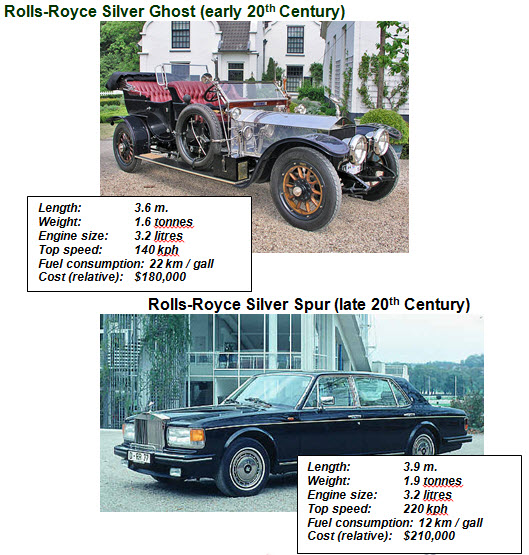 Rolls-Royce Silver Ghost (early 20th Century)
Length: 3.6 m.
Weight: 1.6 tonnes
Engine size: 3.2 litres
Top speed: 140 kph
Fuel consumption: 22 km / gall
Cost (relative): $180,000
Rolls-Royce Silver Spur (late 20th Century)
Length: 3.9 m.
Weight: 1.9 tonnes
Engine size: 3.2 litres
Top speed: 220 kph
Fuel consumption: 12 km / gall
Cost (relative): $210,000